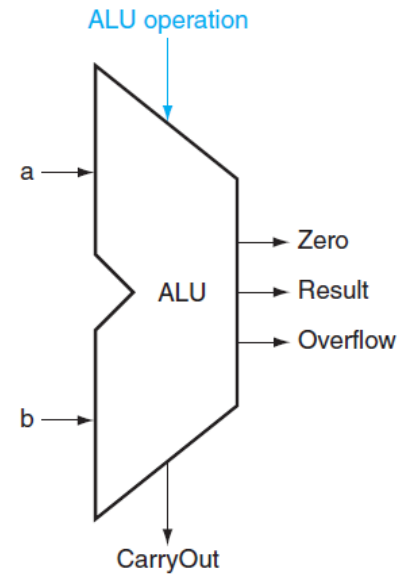 ALU operation
a
Zero
ALU
Result
Overflow
b
CarryOut